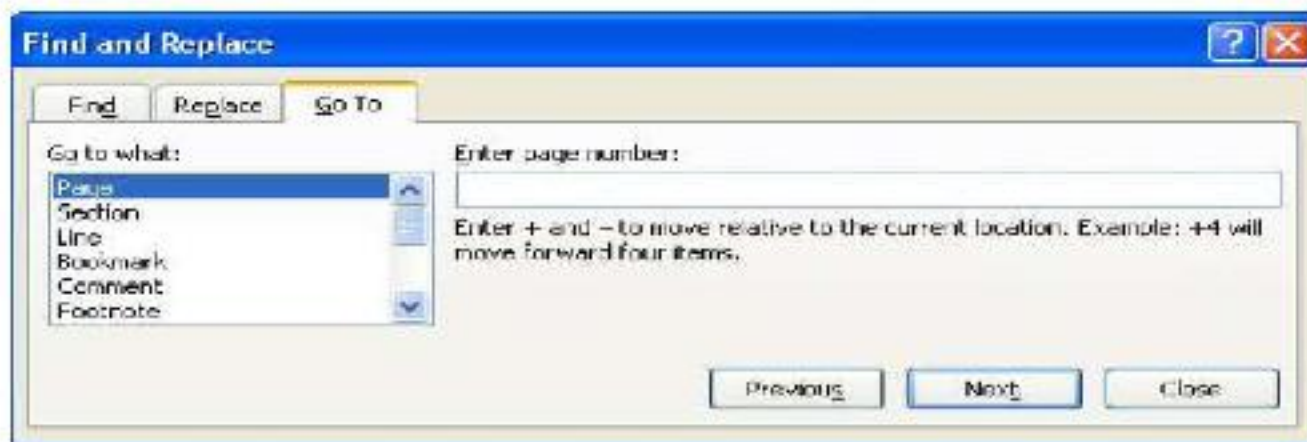 Find and Replace
Find Replace Go To
Go to what:
Page
Section
Line
Bookmark
Comment
Footnote
Enter page number:
Enter + and – to move relative to the current location. Example: +4 will
move forward four items.
Previous Next Close